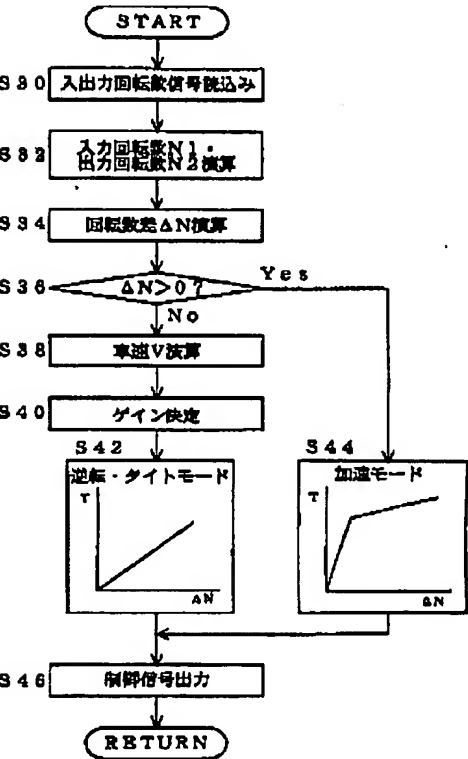 START
S30 入出力回転数信号読込み
S32 入力回転数N1・
出力回転数N2演算
S34 回転数差ΔN演算
S36 ΔN>0? Yes
No
S38 車速V演算
S40 ゲイン決定
S42
逆転・タイトモード
T
ΔN
S44
加速モード
T
ΔN
S46 制御信号出力
RETURN